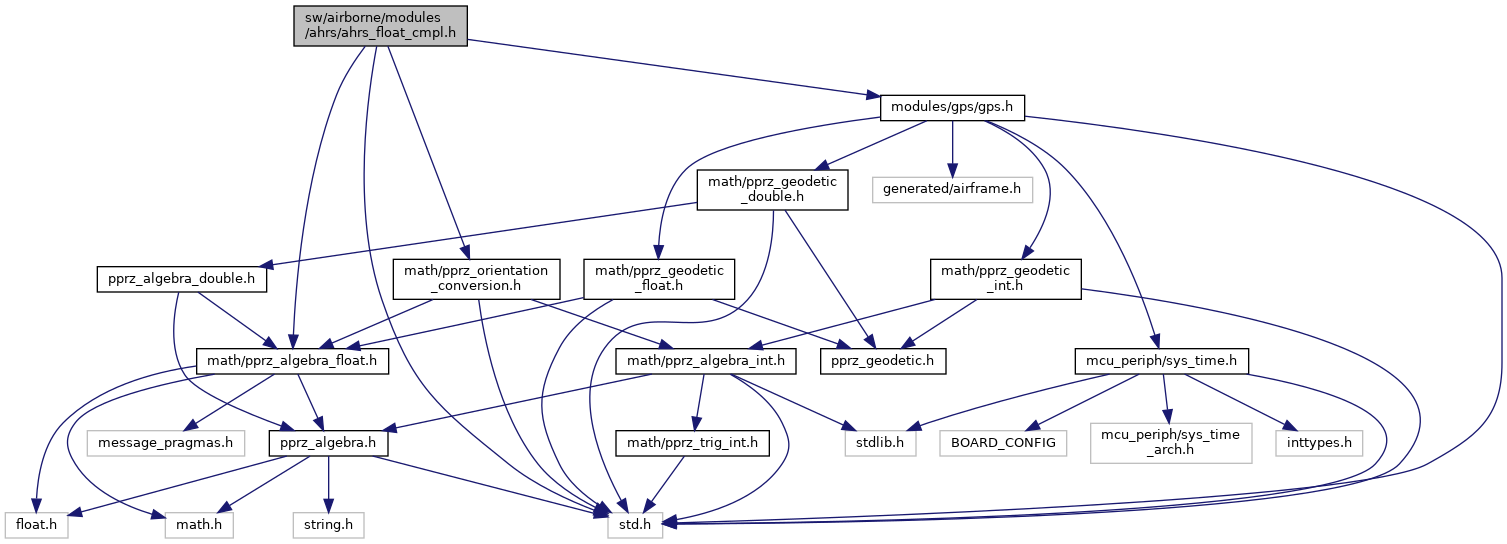 sw/airborne/modules
/ahrs/ahrs_float_cmpl.h
modules/gps/gps.h
math/pprz_geodetic
_double.h
generated/airframe.h
pprz_algebra_double.h
math/pprz_orientation
_conversion.h
math/pprz_geodetic
_float.h
math/pprz_geodetic
_int.h
math/pprz_algebra_float.h
math/pprz_algebra_int.h
pprz_geodetic.h
mcu_periph/sys_time.h
message_pragmas.h
pprz_algebra.h
math/pprz_trig_int.h
stdlib.h
BOARD_CONFIG
mcu_periph/sys_time
_arch.h
inttypes.h
float.h
math.h
string.h
std.h